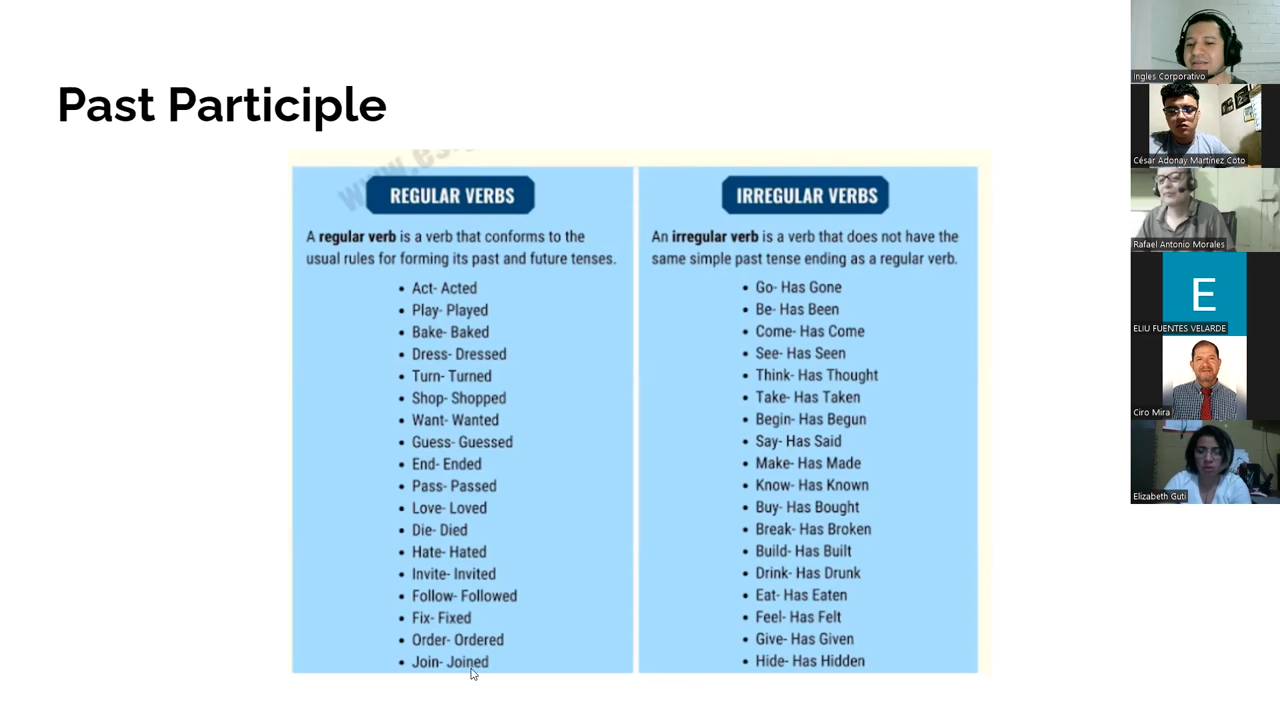 Past Participle
REGULAR VERBS
A regular verb is a verb that conforms to the
usual rules for forming its past and future tenses.
Act- Acted
Play- Played
Bake- Baked
Dress- Dressed
Turn- Turned
Shop- Shopped
Want- Wanted
Guess- Guessed
End- Ended
Pass- Passed
Love- Loved
Die- Died
Hate- Hated
Invite- Invited
Follow- Followed
Fix- Fixed
Order- Ordered
Join- Joined
IRREGULAR VERBS
An irregular verb is a verb that does not have the
same simple past tense ending as a regular verb.
Go- Has Gone
Be- Has Been
Come- Has Come
See- Has Seen
Think- Has Thought
Take- Has Taken
Begin- Has Begun
Say- Has Said
Make- Has Made
Know- Has Known
Buy- Has Bought
Break- Has Broken
Build- Has Built
Drink- Has Drunk
Eat- Has Eaten
Feel- Has Felt
Give- Has Given
Hide- Has Hidden
Ingles Corporativo
César Adonay Martínez Coto
Rafael Antonio Morales
E
ELIU FUENTES VELARDE
Ciro Mira
Elizabeth Guti